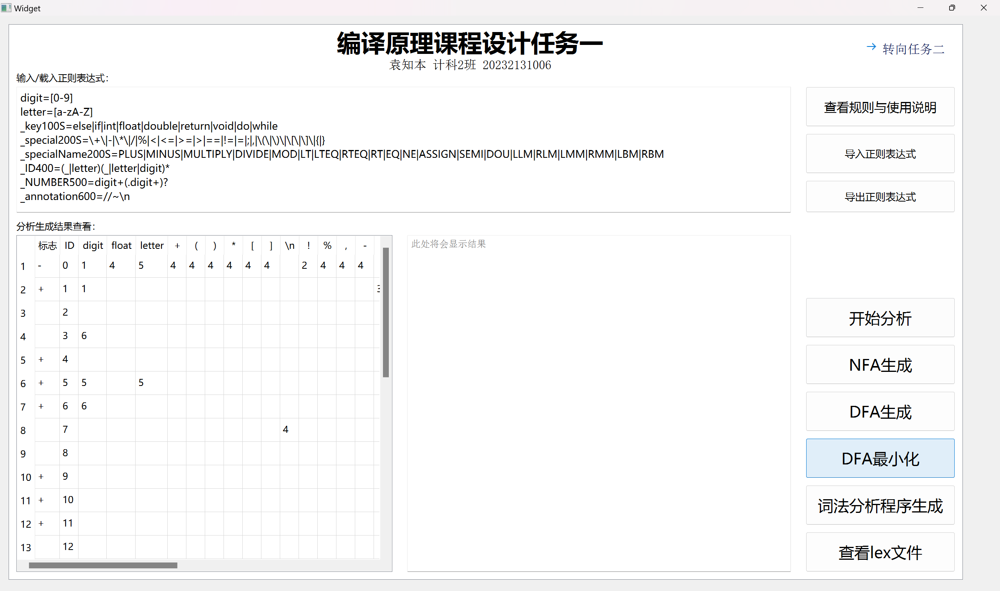 Widget
编译原理课程设计任务一
→ 转向任务二
袁知本 计科2班 20232131006
输入/载入正则表达式：
digit=[0-9]
letter=[a-zA-Z]
_key100S=else|if|int|float|double|return|void|do|while
_special200S=\+\|-|\*\|/|%|<|<=|>=|>|==|!=|=|;|,|\(\|\)\|\[\|\]\|{|}
_specialName200S=PLUS|MINUS|MULTIPLY|DIVIDE|MOD|LT|LTEQ|RTEQ|RT|EQ|NE|ASSIGN|SEMI|DOU|LLM|RLM|LMM|RMM|LBM|RBM
_ID400=(_|letter)(_|letter|digit)*
_NUMBER500=digit+(.digit+)?
_annotation600=//~\n
查看规则与使用说明
导入正则表达式
导出正则表达式
分析生成结果查看：
标志 ID digit float letter + ( ) * [ ] \n ! % , -
1 - 0 1 4 5 4 4 4 4 4 4 2 4 4 4
2 + 1 1
3 2
4 3 6
5 + 4
6 + 5 5 5
7 + 6 6
8 7 4
9 8
10 + 9
11 + 10
12 + 11
13 12
此处将会显示结果
开始分析
NFA生成
DFA生成
DFA最小化
词法分析程序生成
查看lex文件